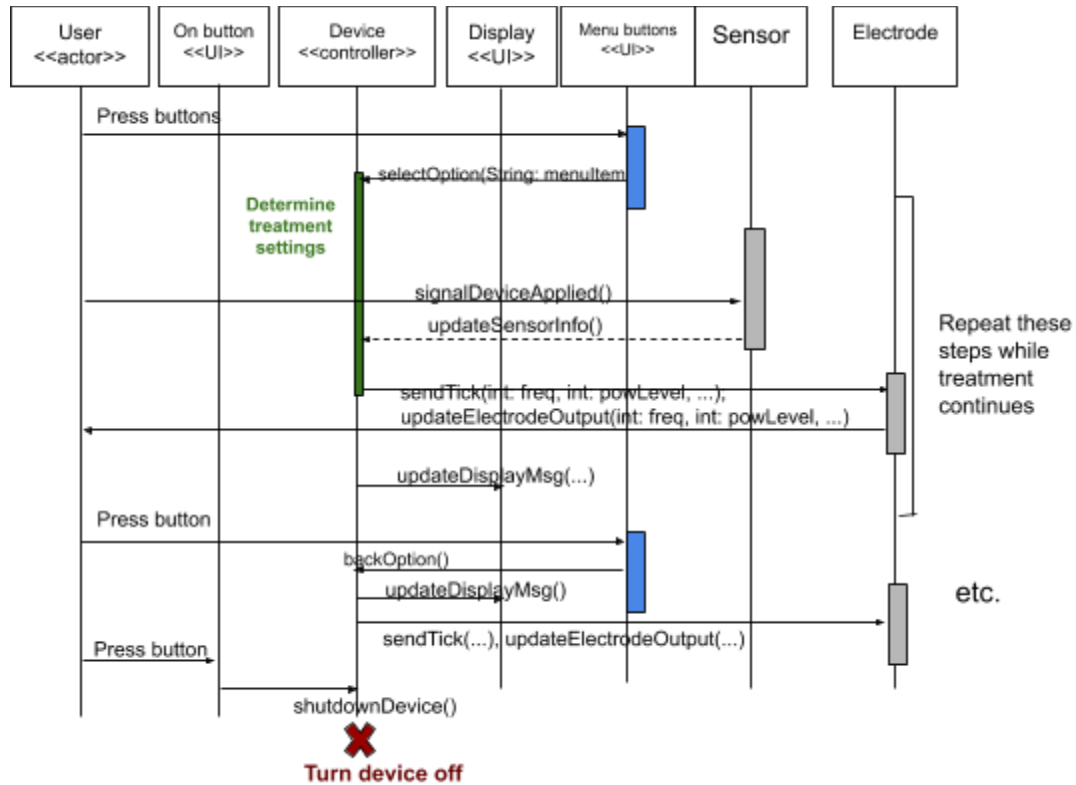 User
<<actor>>
On button
<<UI>>
Device
<<controller>>
Display
<<UI>>
Menu buttons
<<UI>>
Sensor
Electrode
Press buttons
selectOption(String: menuItem
Determine
treatment
settings
signalDeviceApplied()
updateSensorInfo()
Repeat these
steps while
treatment
continues
sendTick(int: freq, int: powLevel, ...),
updateElectrodeOutput(int: freq, int: powLevel, ...)
updateDisplayMsg(...)
Press button
backOption()
updateDisplayMsg()
etc.
sendTick(...), updateElectrodeOutput(...)
Press button
shutdownDevice()
Turn device off